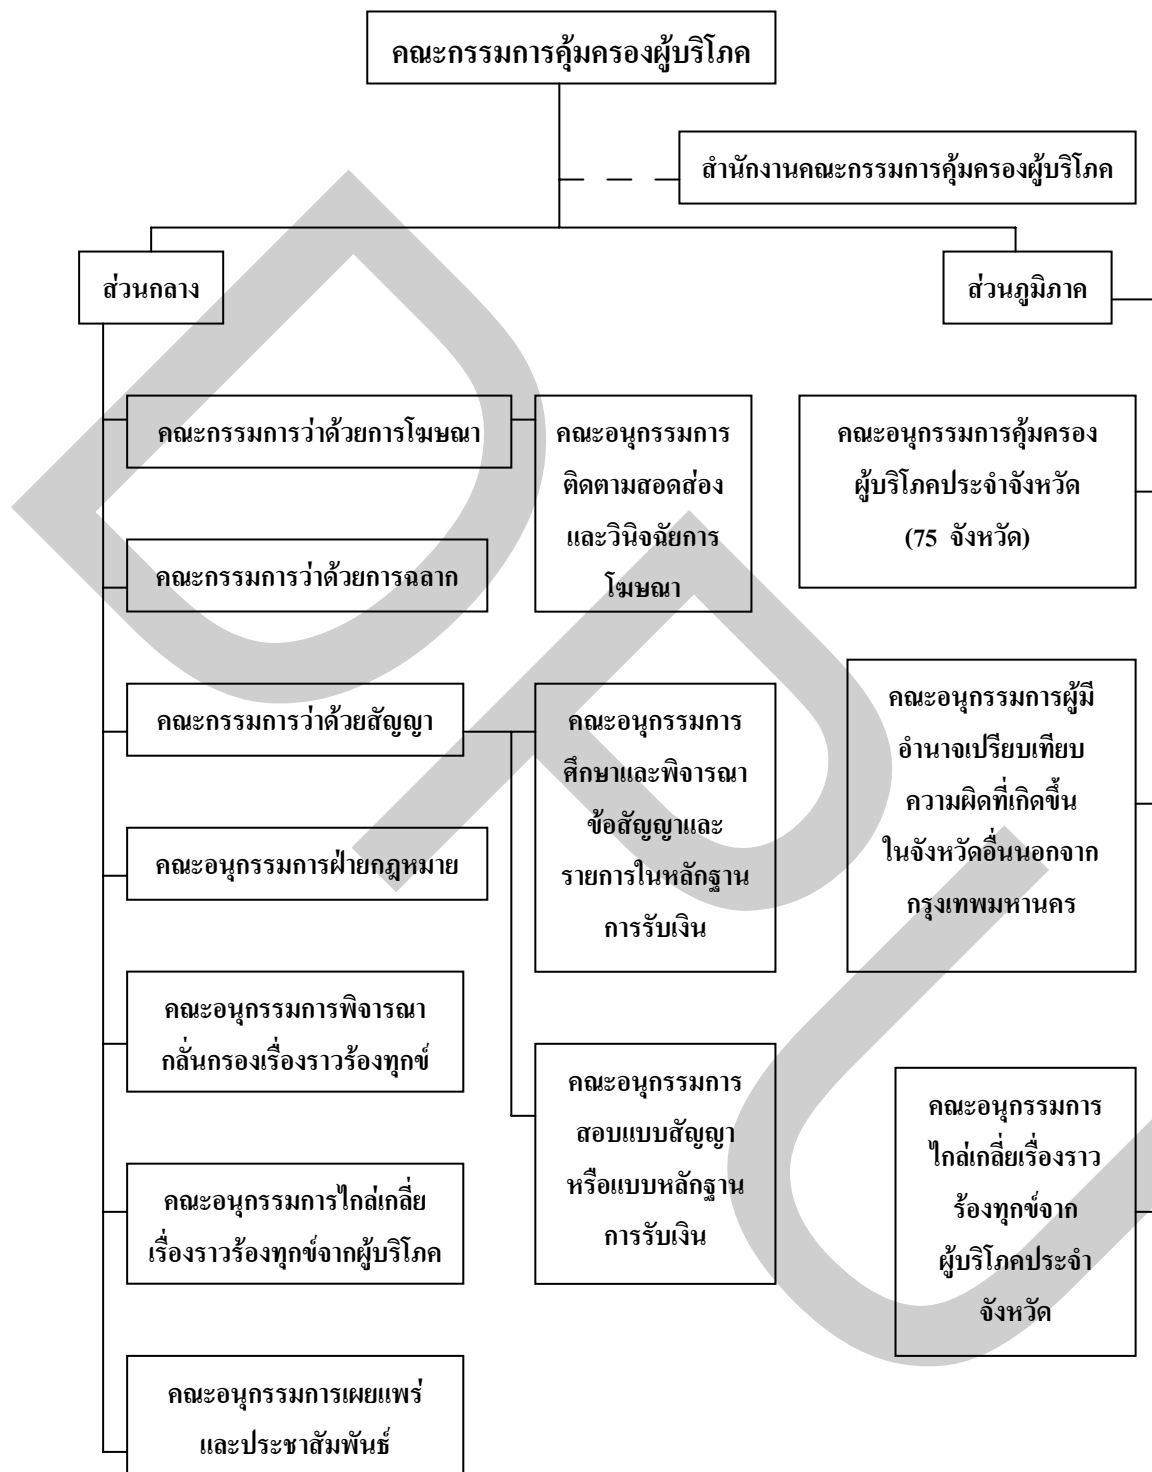 คณะกรรมการคุ้มครองผู้บริโภค
สำนักงานคณะกรรมการคุ้มครองผู้บริโภค
ส่วนกลาง
ส่วนภูมิภาค
คณะกรรมการว่าด้วยการโฆษณา
คณะอนุกรรมการ
ติดตามสอดส่อง
และวินิจฉัยการ
โฆษณา
คณะอนุกรรมการคุ้มครอง
ผู้บริโภคประจำจังหวัด
(75 จังหวัด)
คณะกรรมการว่าด้วยการฉลาก
คณะกรรมการว่าด้วยสัญญา
คณะอนุกรรมการ
ศึกษาและพิจารณา
ข้อสัญญาและ
รายการในหลักฐาน
การรับเงิน
คณะอนุกรรมการผู้มี
อำนาจเปรียบเทียบ
ความผิดที่เกิดขึ้น
ในจังหวัดอื่นนอกจาก
กรุงเทพมหานคร
คณะอนุกรรมการฝ่ายกฎหมาย
คณะอนุกรรมการพิจารณา
กลั่นกรองเรื่องราวร้องทุกข์
คณะอนุกรรมการ
สอบแบบสัญญา
หรือแบบหลักฐาน
การรับเงิน
คณะอนุกรรมการ
ไกล่เกลี่ยเรื่องราว
ร้องทุกข์จาก
ผู้บริโภคประจำ
จังหวัด
คณะอนุกรรมการไกล่เกลี่ย
เรื่องราวร้องทุกข์จากผู้บริโภค
คณะอนุกรรมการเผยแพร่
และประชาสัมพันธ์
DPU